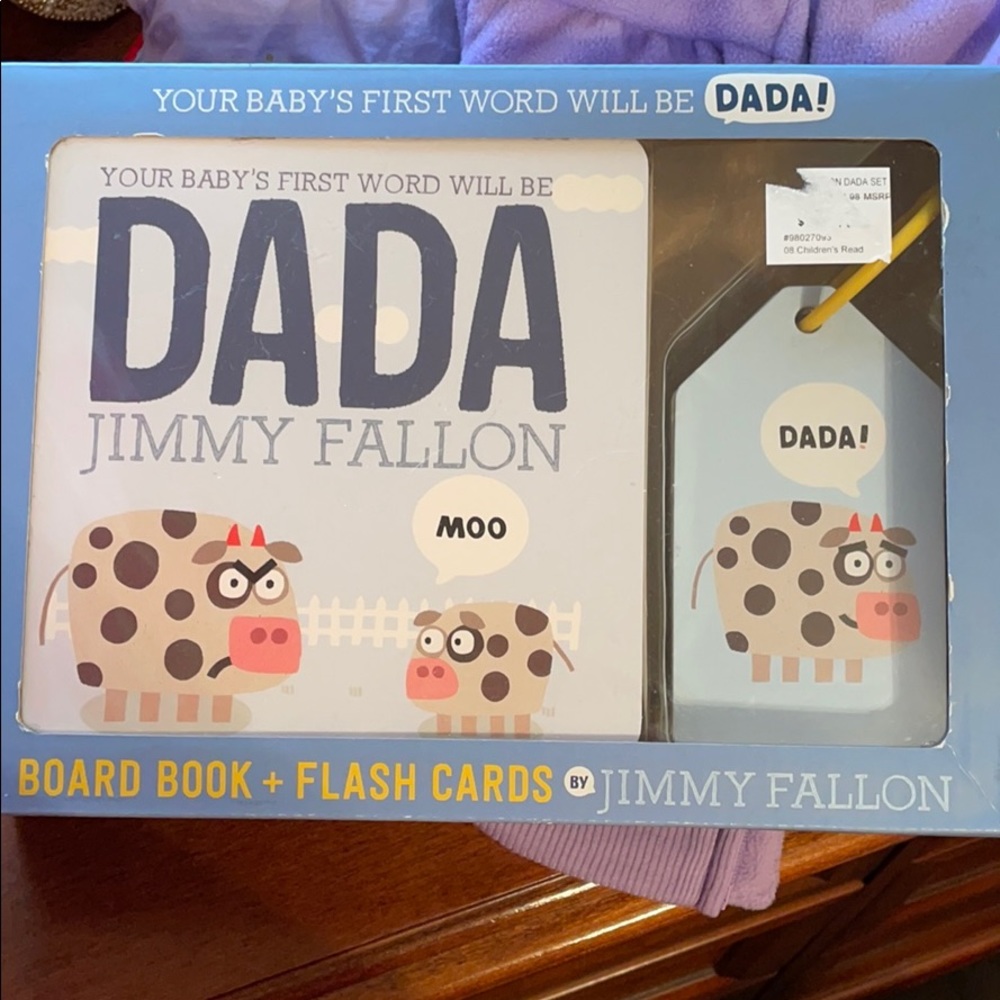 YOUR BABY'S FIRST WORD WILL BE DADA!
YOUR BABY'S FIRST WORD WILL BE
DADA
JIMMY FALLON
MOO
DADA SET
98 MSRP
08 Children's Read
DADA!
BOARD BOOK + FLASH CARDS BY JIMMY FALLON